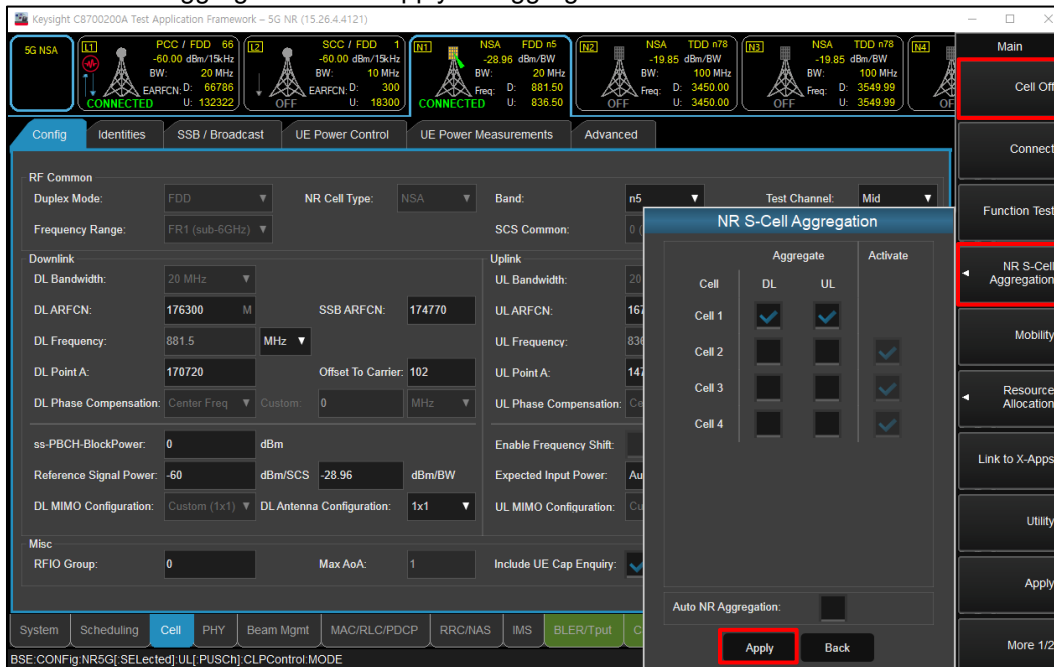 Keysight C8700200A Test Application Framework – 5G NR (15.26.4.4121)
5G NSA
L1 PCC / FDD 66
-60.00 dBm/15kHz
BW: 20 MHz
EARFCN: D: 66786
U: 132322
CONNECTED
L2 SCC / FDD 1
-60.00 dBm/15kHz
BW: 10 MHz
EARFCN: D: 300
U: 18300
OFF
N1 NSA FDD n5
-28.96 dBm/BW
BW: 20 MHz
Freq: D: 881.50
U: 836.50
CONNECTED
N2 NSA TDD n78
-19.85 dBm/BW
BW: 100 MHz
Freq: D: 3450.00
U: 3450.00
OFF
N3 NSA TDD n78
-19.85 dBm/BW
BW: 100 MHz
Freq: D: 3549.99
U: 3549.99
OFF
N4
Main
Cell Off
Connect
Function Test
NR S-Cell
Aggregation
Mobility
Resource
Allocation
Link to X-Apps
Utility
Apply
More 1/2
Config Identities SSB / Broadcast UE Power Control UE Power Measurements Advanced
RF Common
Duplex Mode: FDD NR Cell Type: NSA Band: n5 Test Channel: Mid
Frequency Range: FR1 (sub-6GHz) SCS Common: 0 (
Downlink
DL Bandwidth: 20 MHz
DL ARFCN: 176300 M SSB ARFCN: 174770
DL Frequency: 881.5 MHz
DL Point A: 170720 Offset To Carrier: 102
DL Phase Compensation: Center Freq Custom: 0 MHz
ss-PBCH-BlockPower: 0 dBm
Reference Signal Power: -60 dBm/SCS -28.96 dBm/BW
DL MIMO Configuration: Custom (1x1) DL Antenna Configuration: 1x1
Uplink
UL Bandwidth: 20
UL ARFCN: 167
UL Frequency: 836
UL Point A: 147
UL Phase Compensation: Ce
Enable Frequency Shift:
Expected Input Power: Au
UL MIMO Configuration: Cu
Misc
RFIO Group: 0 Max AoA: 1 Include UE Cap Enquiry:
NR S-Cell Aggregation
Aggregate Activate
Cell DL UL
Cell 1
Cell 2
Cell 3
Cell 4
Auto NR Aggregation:
Apply Back
System Scheduling Cell PHY Beam Mgmt MAC/RLC/PDCP RRC/NAS IMS BLER/Tput C
BSE:CONFig:NR5G[:SELected]:UL[:PUSCh]:CLPControl:MODE